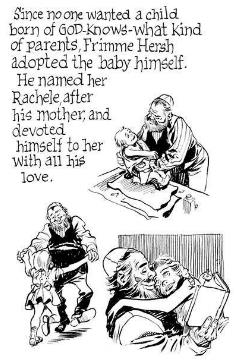 Since no one wanted a child
born of GOD-KNOWS-what kind
of parents, Frimme Hersh
adopted the baby himself.
He named her
Rachele, after
his mother, and
devoted
himself to her
with all his
love.